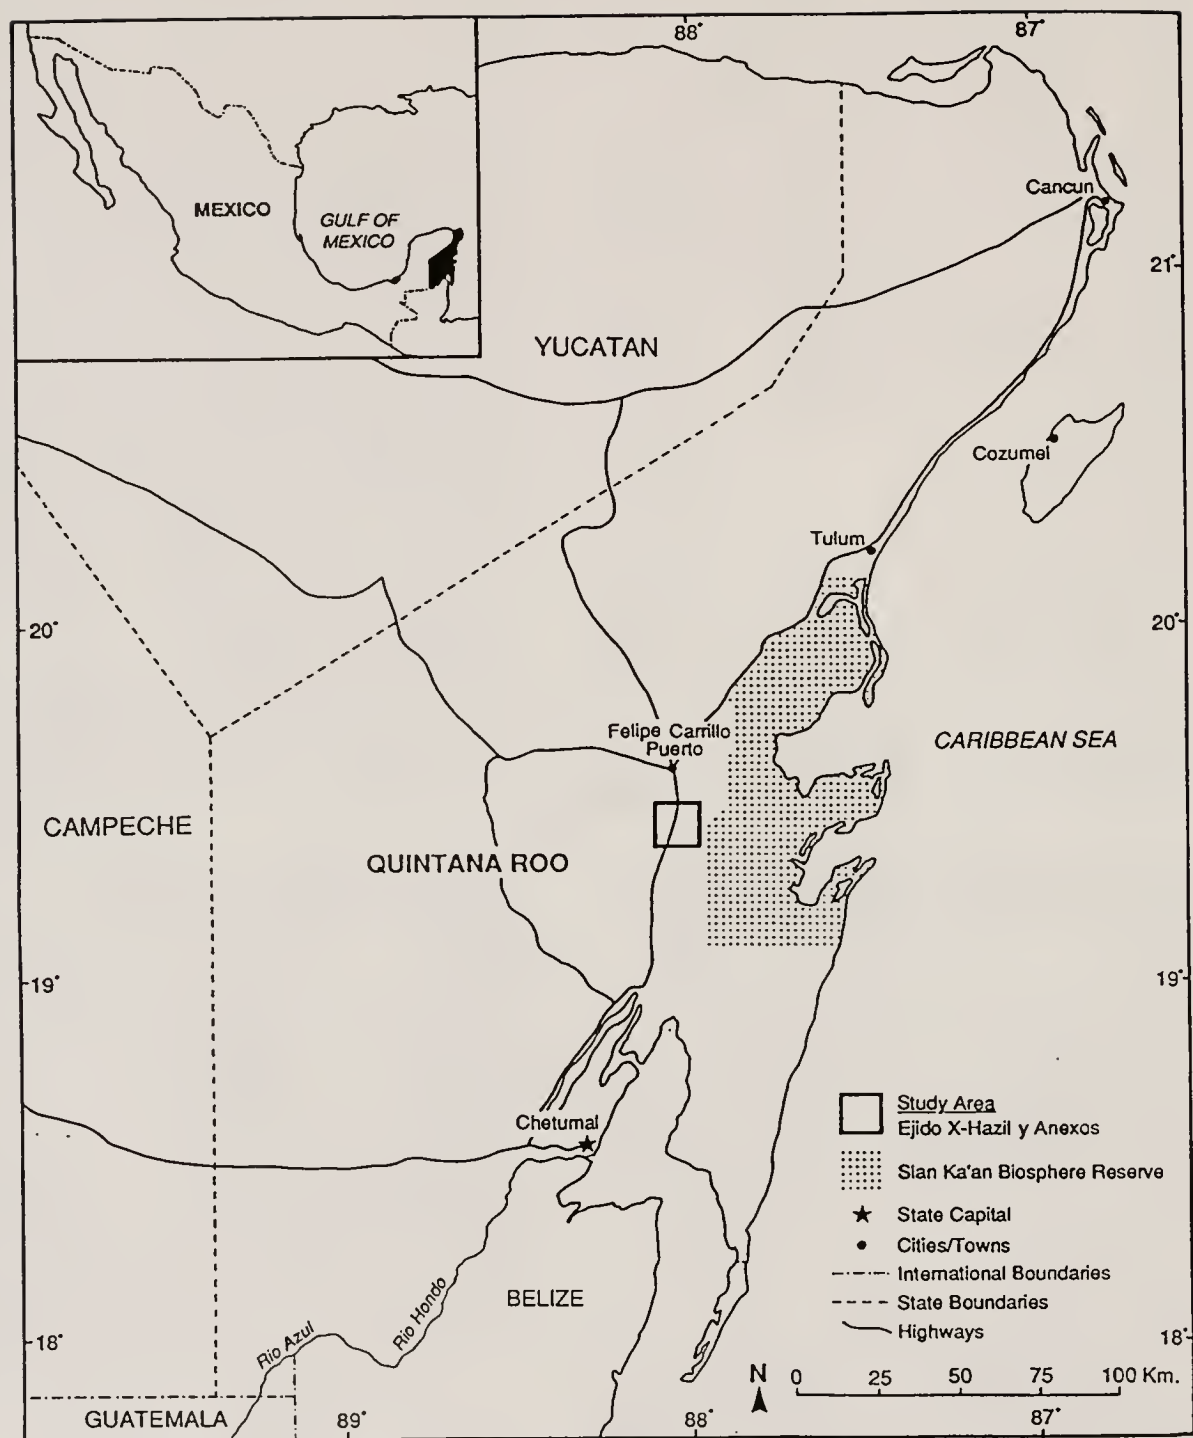 88°
87°
MEXICO
GULF OF
MEXICO
Cancun
21°
YUCATAN
Cozumel
Tulum
20°
20°
Felipe Carrillo
Puerto
CARIBBEAN SEA
CAMPECHE
QUINTANA ROO
19°
19°
Chetumal
Study Area
Ejido X-Hazil y Anexos
Sian Ka'an Biosphere Reserve
State Capital
Cities/Towns
International Boundaries
State Boundaries
Highways
BELIZE
Rio Hondo
Rio Azul
18°
18°
N
0 25 50 75 100 Km.
GUATEMALA
89°
88°
87°